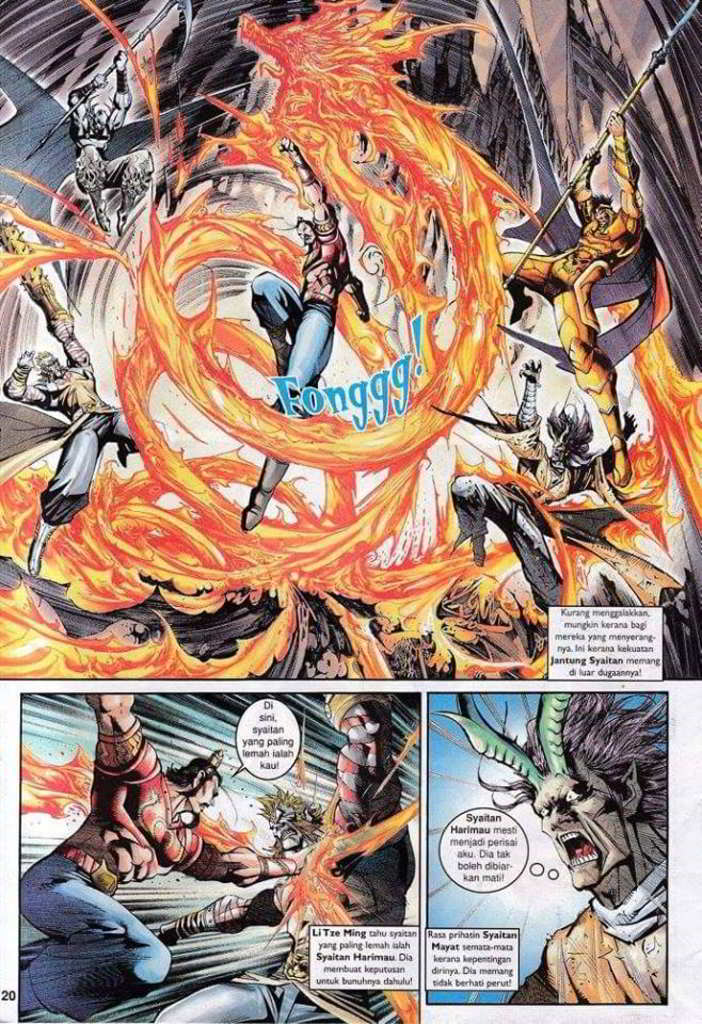 Fonggg!
Kurang menggalakkan,
mungkin kerana bagi
mereka yang menyerang-
nya. Ini kerana kekuatan
Jantung Syaitan memang
di luar dugaannya!
Di
sini,
syaitan
yang paling
lemah ialah
kau!
Li Tze Ming tahu syaitan
yang paling lemah ialah
Syaitan Harimau. Dia
membuat keputusan
untuk bunuhnya dahulu!
Syaitan
Harimau mesti
menjadi perisai
aku. Dia tak
boleh dibiar-
kan mati!
Rasa prihatin Syaitan
Mayat semata-mata
kerana kepentingan
dirinya. Dia memang
tidak berhati perut!
20